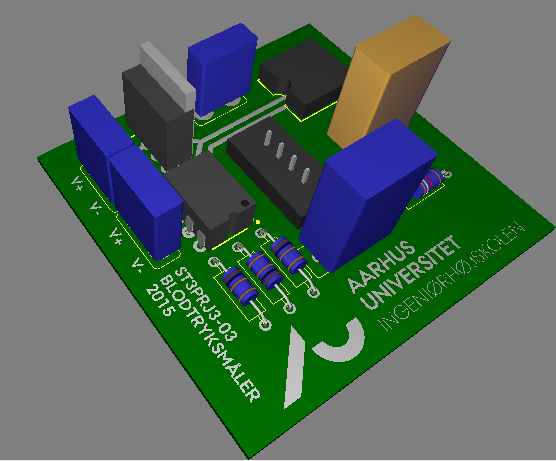 V+
V-
V+
V-
ST3PRJ3-03
BLODTRYKSMÅLER
2015
AARHUS
UNIVERSITET
INGENIØRHØJSKOLEN